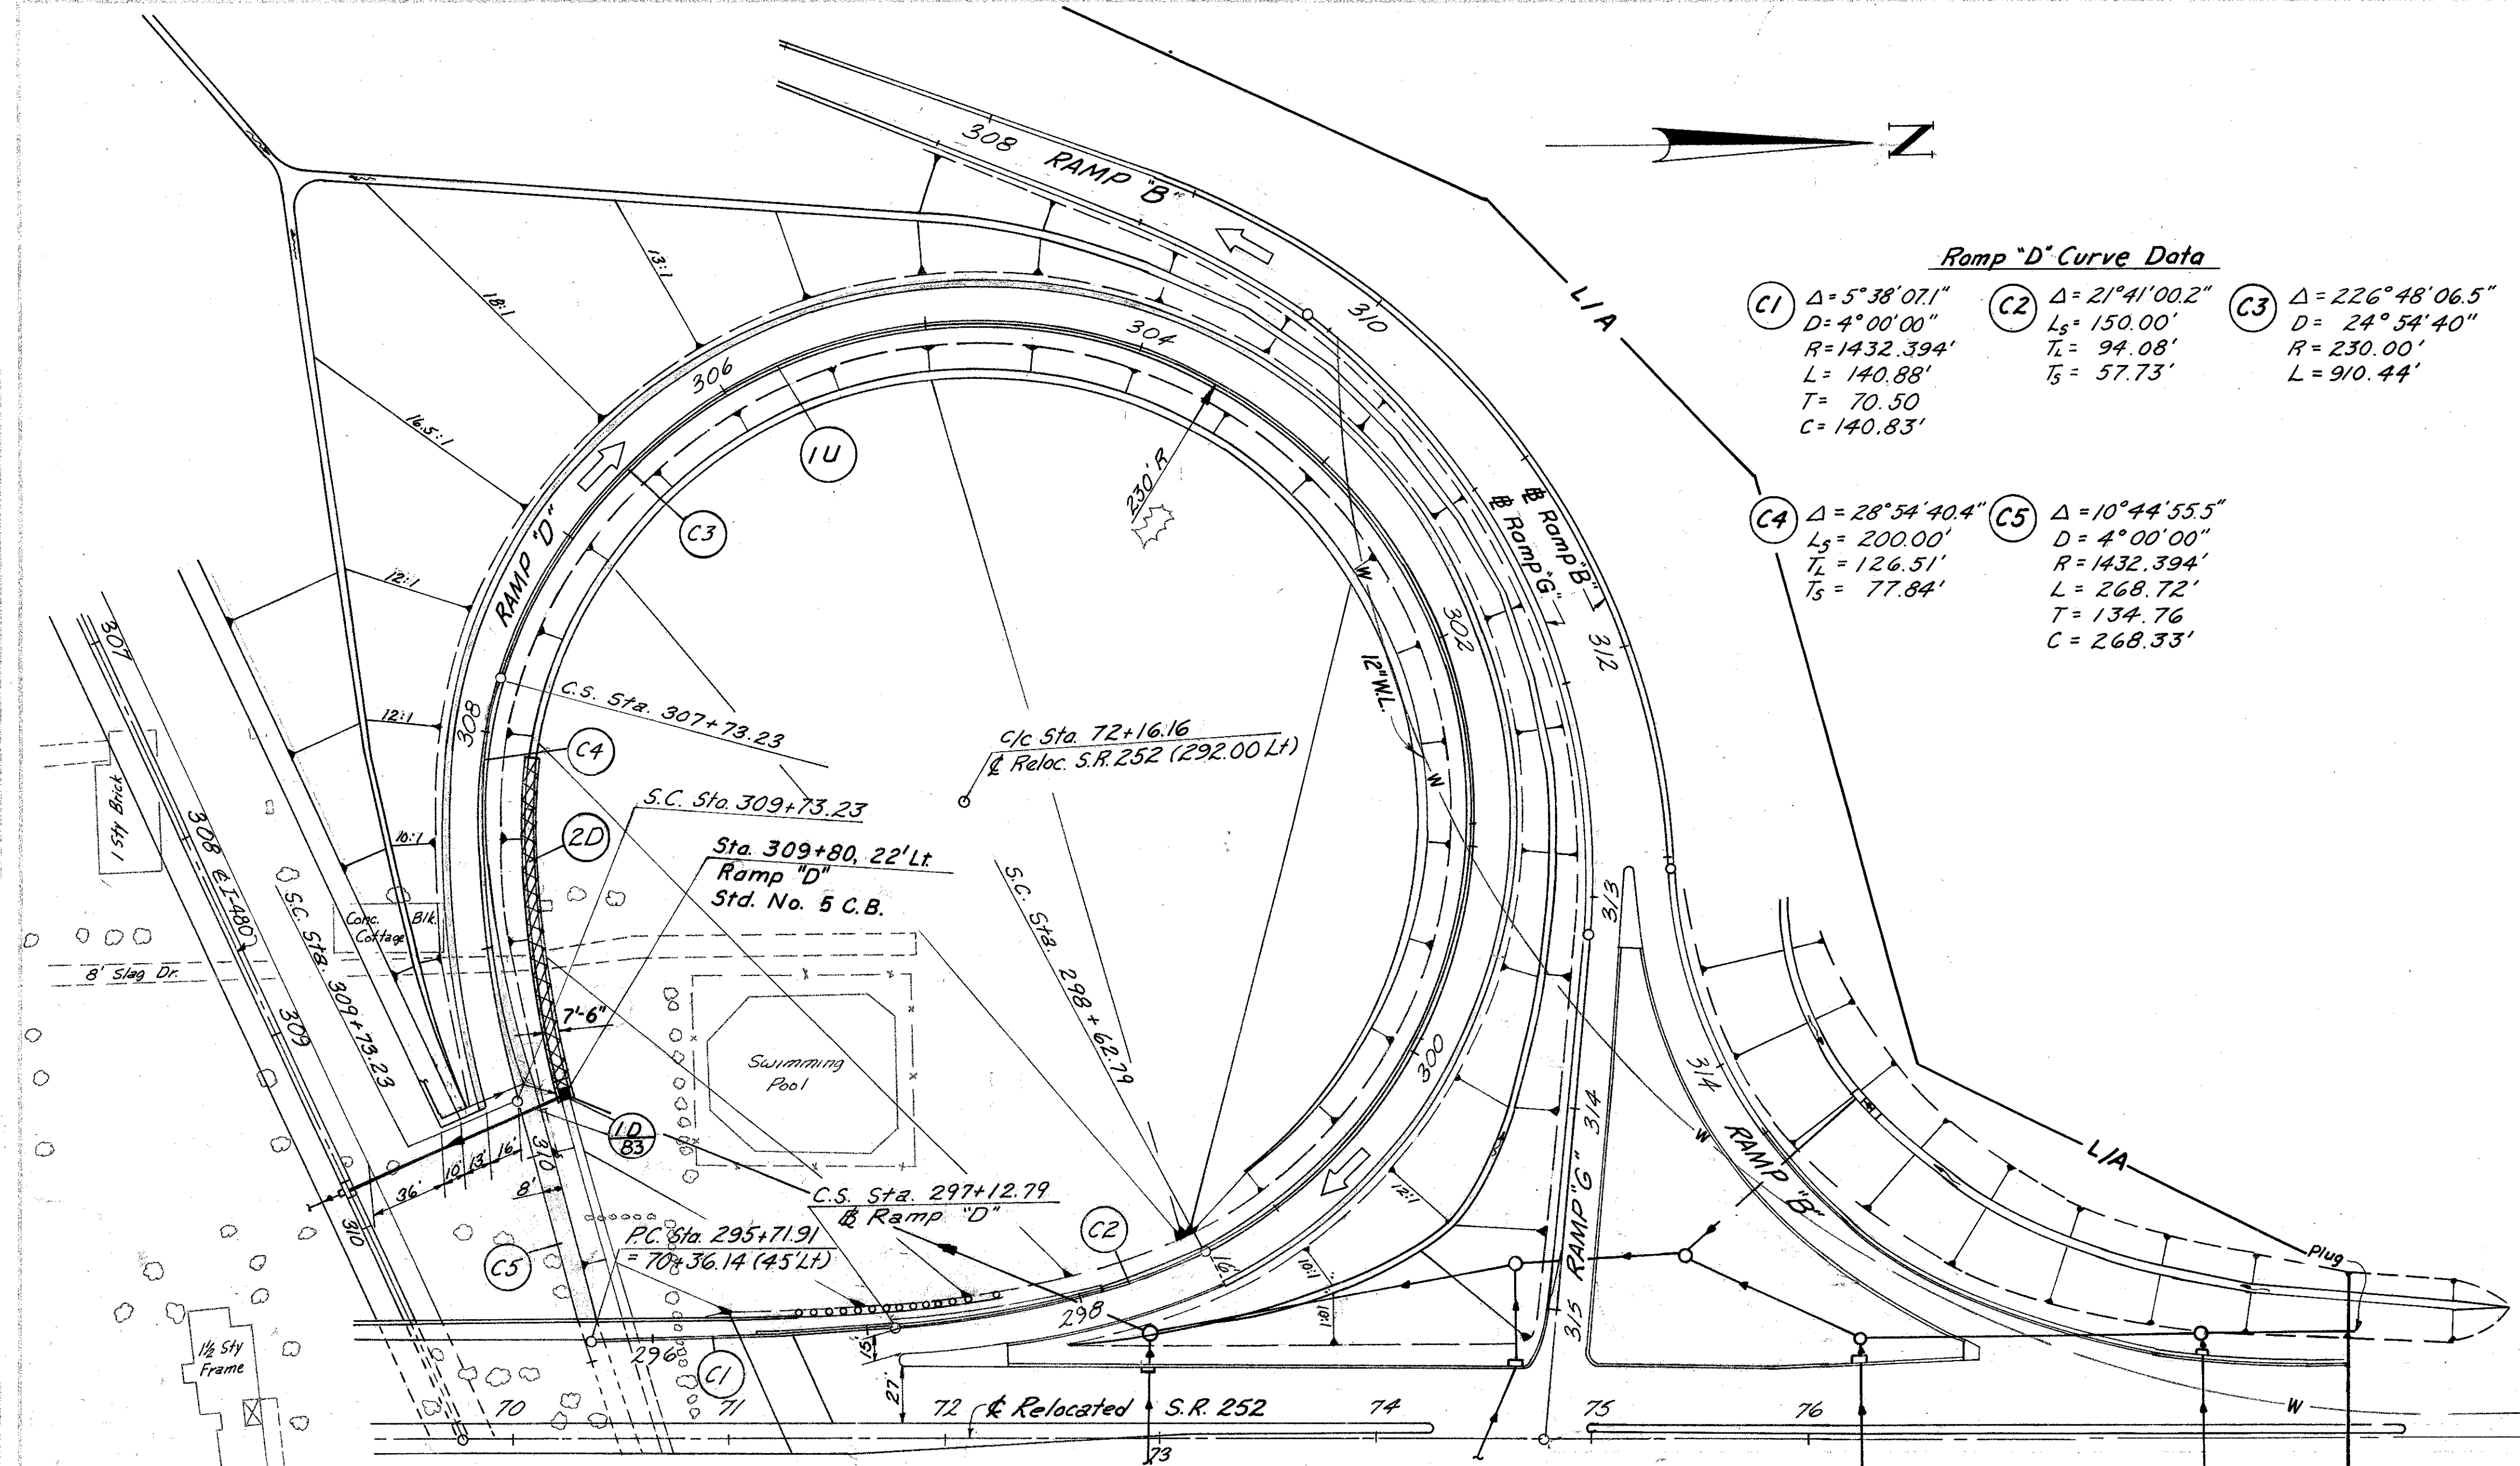 308 RAMP "B"
N
L/A
310
13:1
18:1
16.5:1
304
306
1U
C3
230' R
RAMP "D"
Ramp "D" Curve Data
C1
Δ = 5° 38' 07.1"
D = 4° 00' 00"
R = 1432.394'
L = 140.88'
T = 70.50
C = 140.83'
C2
Δ = 21° 41' 00.2"
Ls = 150.00'
TL = 94.08'
Ts = 57.73'
C3
Δ = 226° 48' 06.5"
D = 24° 54' 40"
R = 230.00'
L = 910.44'
C4
Δ = 28° 54' 40.4"
Ls = 200.00'
TL = 126.51'
Ts = 77.84'
C5
Δ = 10° 44' 55.5"
D = 4° 00' 00"
R = 1432.394'
L = 268.72'
T = 134.76
C = 268.33'
℄ Ramp "B"
℄ Ramp "G"
W
12" W.L.
W
302
312
12:1
12:1
10:1
307
308
C.S. Sta. 307+73.23
C4
c/c Sta. 72+16.16
℄ Reloc. S.R. 252 (292.00 Lt)
S.C. Sta. 309+73.23
2D
Sta. 309+80, 22' Lt.
Ramp "D"
Std. No. 5 C.B.
1 Sty Brick
308 ℄ I-480
Conc. Blk.
Cottage
8' Slag Dr.
309
S.C. Sta. 309+73.23
S.C. Sta. 298+62.79
7'-6"
Swimming
Pool
313
300
314
314
RAMP "B"
W
L/A
Plug
1D
B3
36'
10'
13'
16'
310
310
8'
C5
C.S. Sta. 297+12.79
℄ Ramp "D"
P.C. Sta. 295+71.91
= 70+36.14 (45' Lt)
C2
16'
10:1
10:1
12:1
298
315 RAMP "G"
15'
27'
296
C1
1½ Sty
Frame
70
71
72
℄ Relocated S.R. 252
73
74
75
76
W